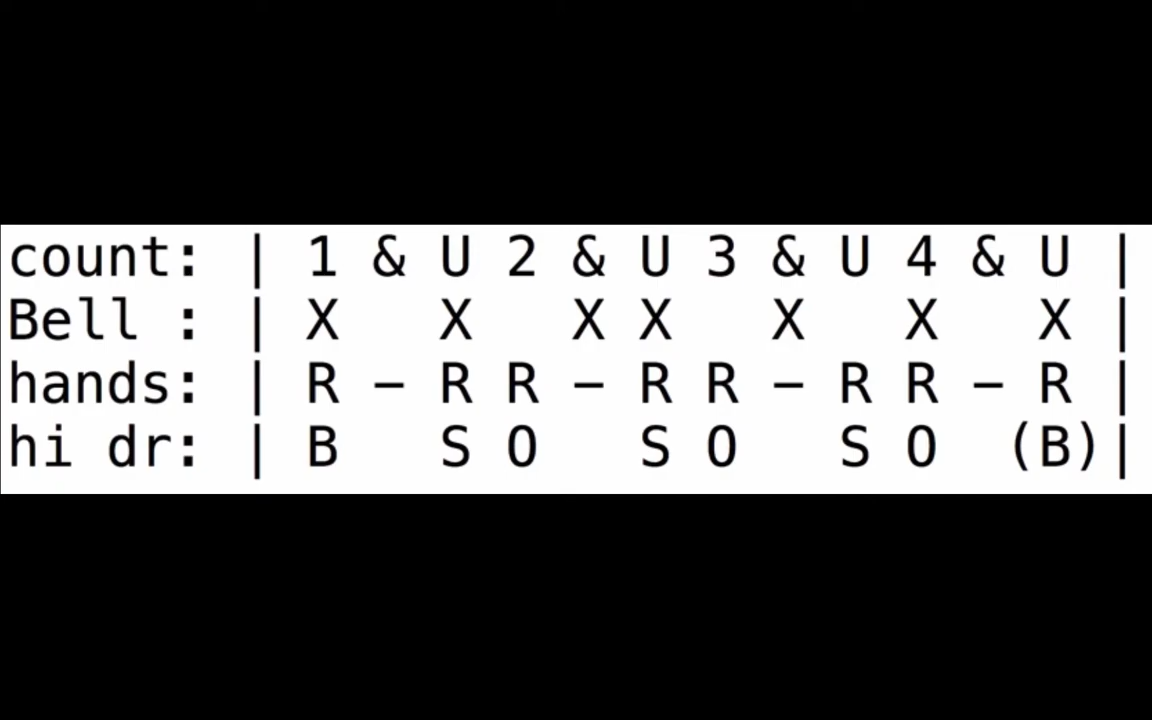 count: | 1 & U 2 & U 3 & U 4 & U |
Bell : | X   X   X X   X   X   X |
hands: | R – R R – R R – R R – R |
hi dr: | B   S O   S O   S O  (B)|